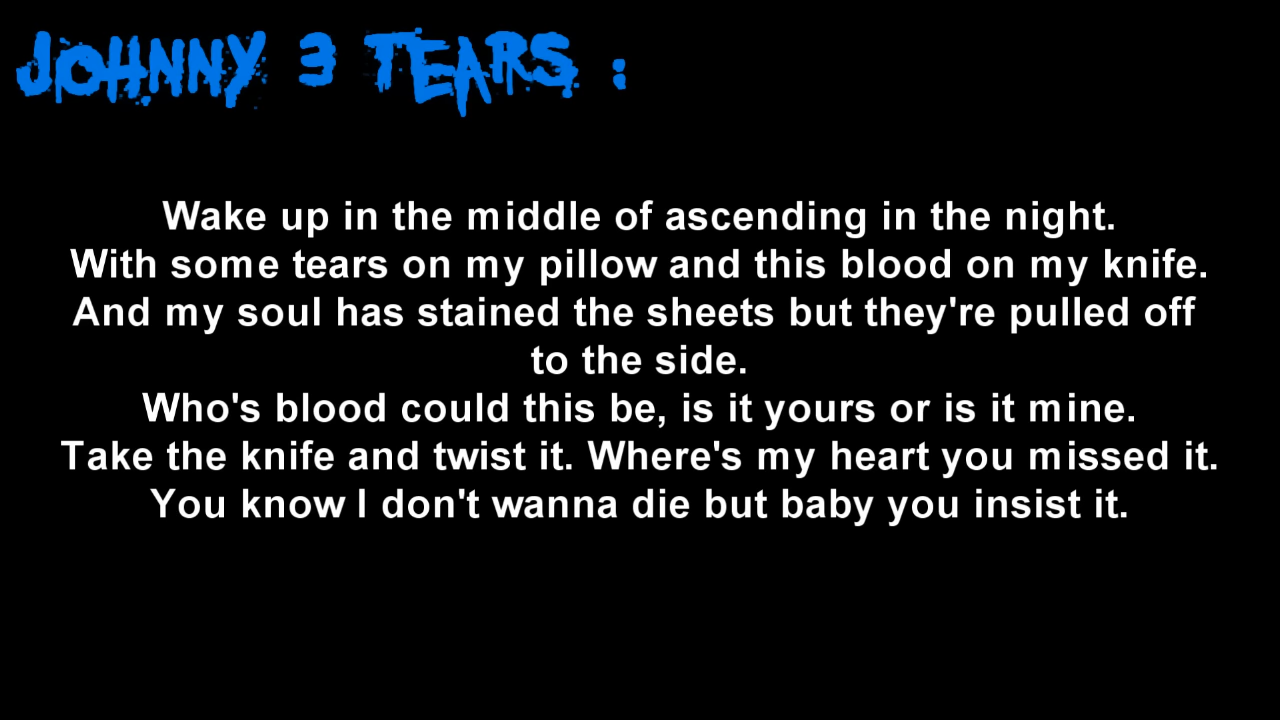 JOHNNY 3 TEARS :
Wake up in the middle of ascending in the night.
With some tears on my pillow and this blood on my knife.
And my soul has stained the sheets but they're pulled off
to the side.
Who's blood could this be, is it yours or is it mine.
Take the knife and twist it. Where's my heart you missed it.
You know I don't wanna die but baby you insist it.